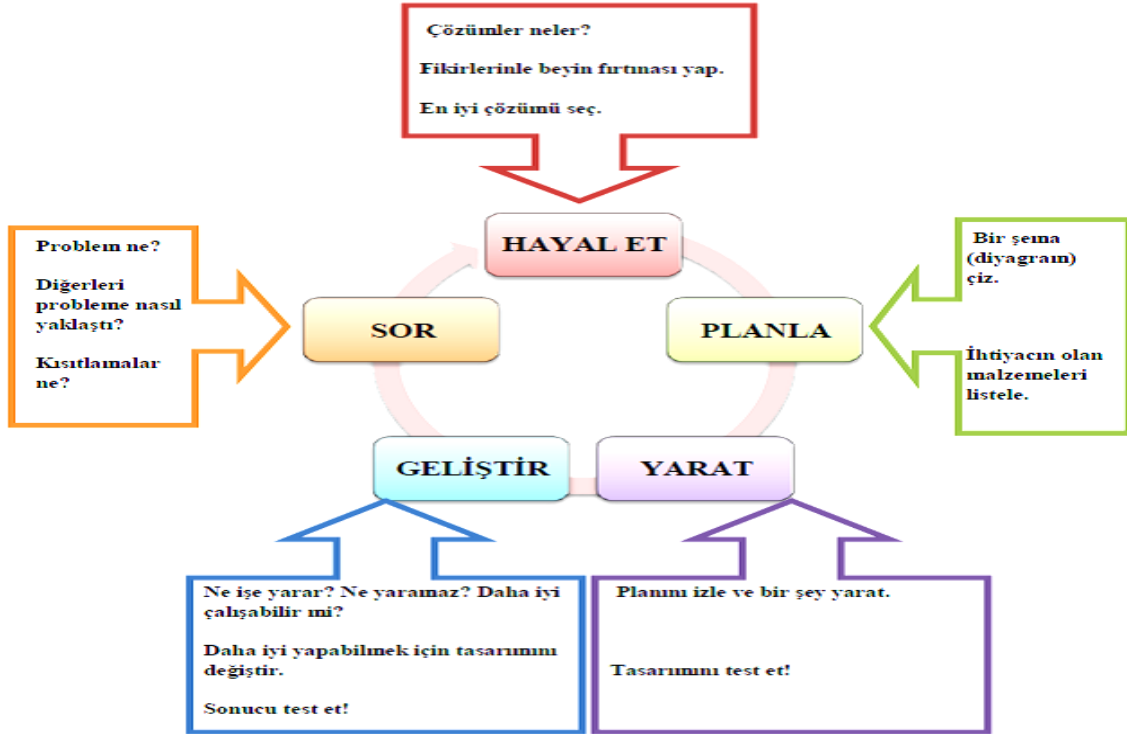 Çözümler neler?
Fikirlerinle beyin fırtınası yap.
En iyi çözümü seç.
HAYAL ET
Problem ne?
Diğerleri
probleme nasıl
yaklaştı?
Kısıtlamalar
ne?
SOR
PLANLA
Bir şema
(diyagram)
çiz.
İhtiyacın olan
malzemeleri
listele.
GELİŞTİR
YARAT
Ne işe yarar? Ne yaramaz? Daha iyi
çalışabilir mi?
Daha iyi yapabilmek için tasarımını
değiştir.
Sonucu test et!
Planını izle ve bir şey yarat.
Tasarımını test et!